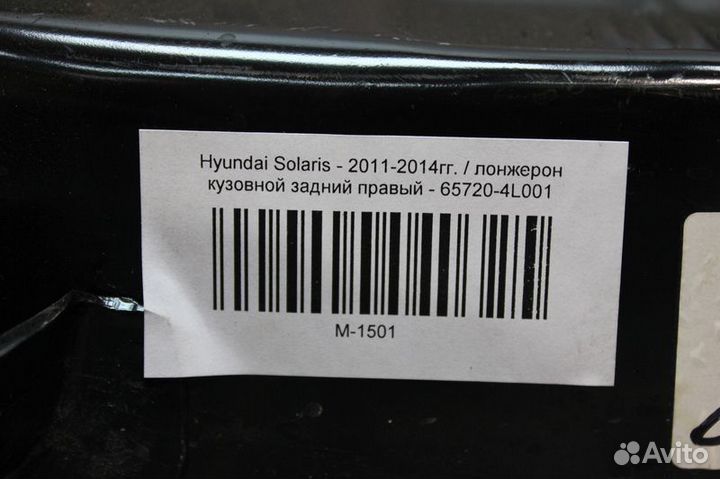 Hyundai Solaris - 2011-2014гг. / лонжерон
кузовной задний правый - 65720-4L001
M-1501
Avito